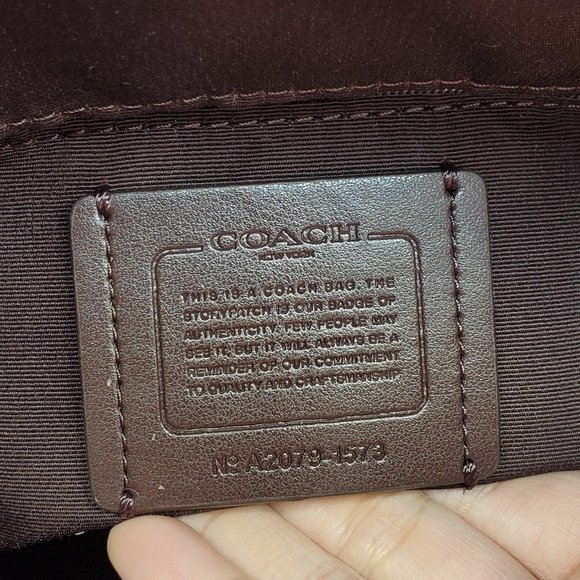 COACH
NEW YORK
THIS IS A COACH BAG. THE
STORYPATCH IS OUR BADGE OF
AUTHENTICITY. FEW PEOPLE MAY
SEE IT, BUT IT WILL ALWAYS BE A
REMINDER OF OUR COMMITMENT
TO QUALITY AND CRAFTSMANSHIP
Nº A2079-1573